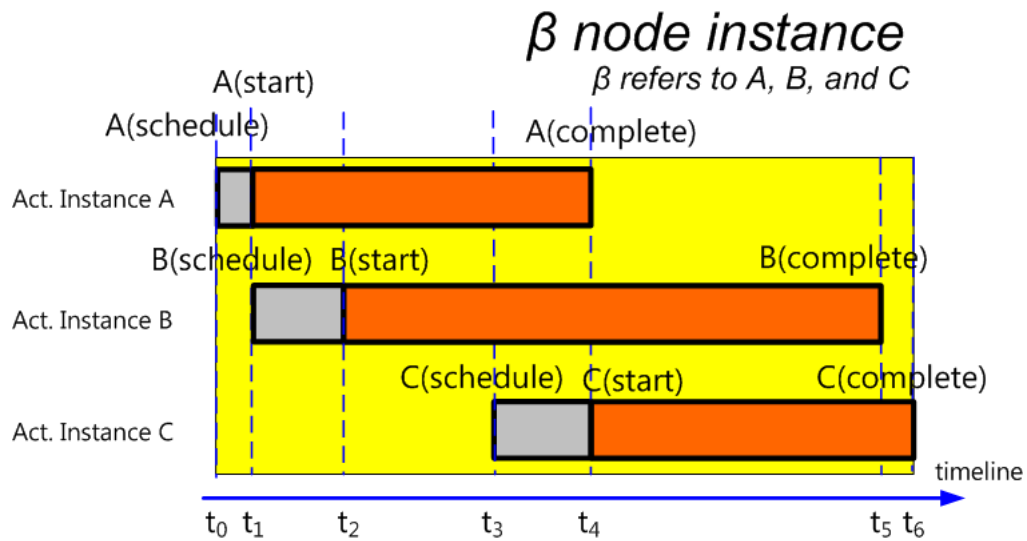 β node instance
β refers to A, B, and C
A(start)
A(schedule)
A(complete)
Act. Instance A
B(schedule)
B(start)
B(complete)
Act. Instance B
C(schedule)
C(start)
C(complete)
Act. Instance C
timeline
t0 t1 t2 t3 t4 t5 t6